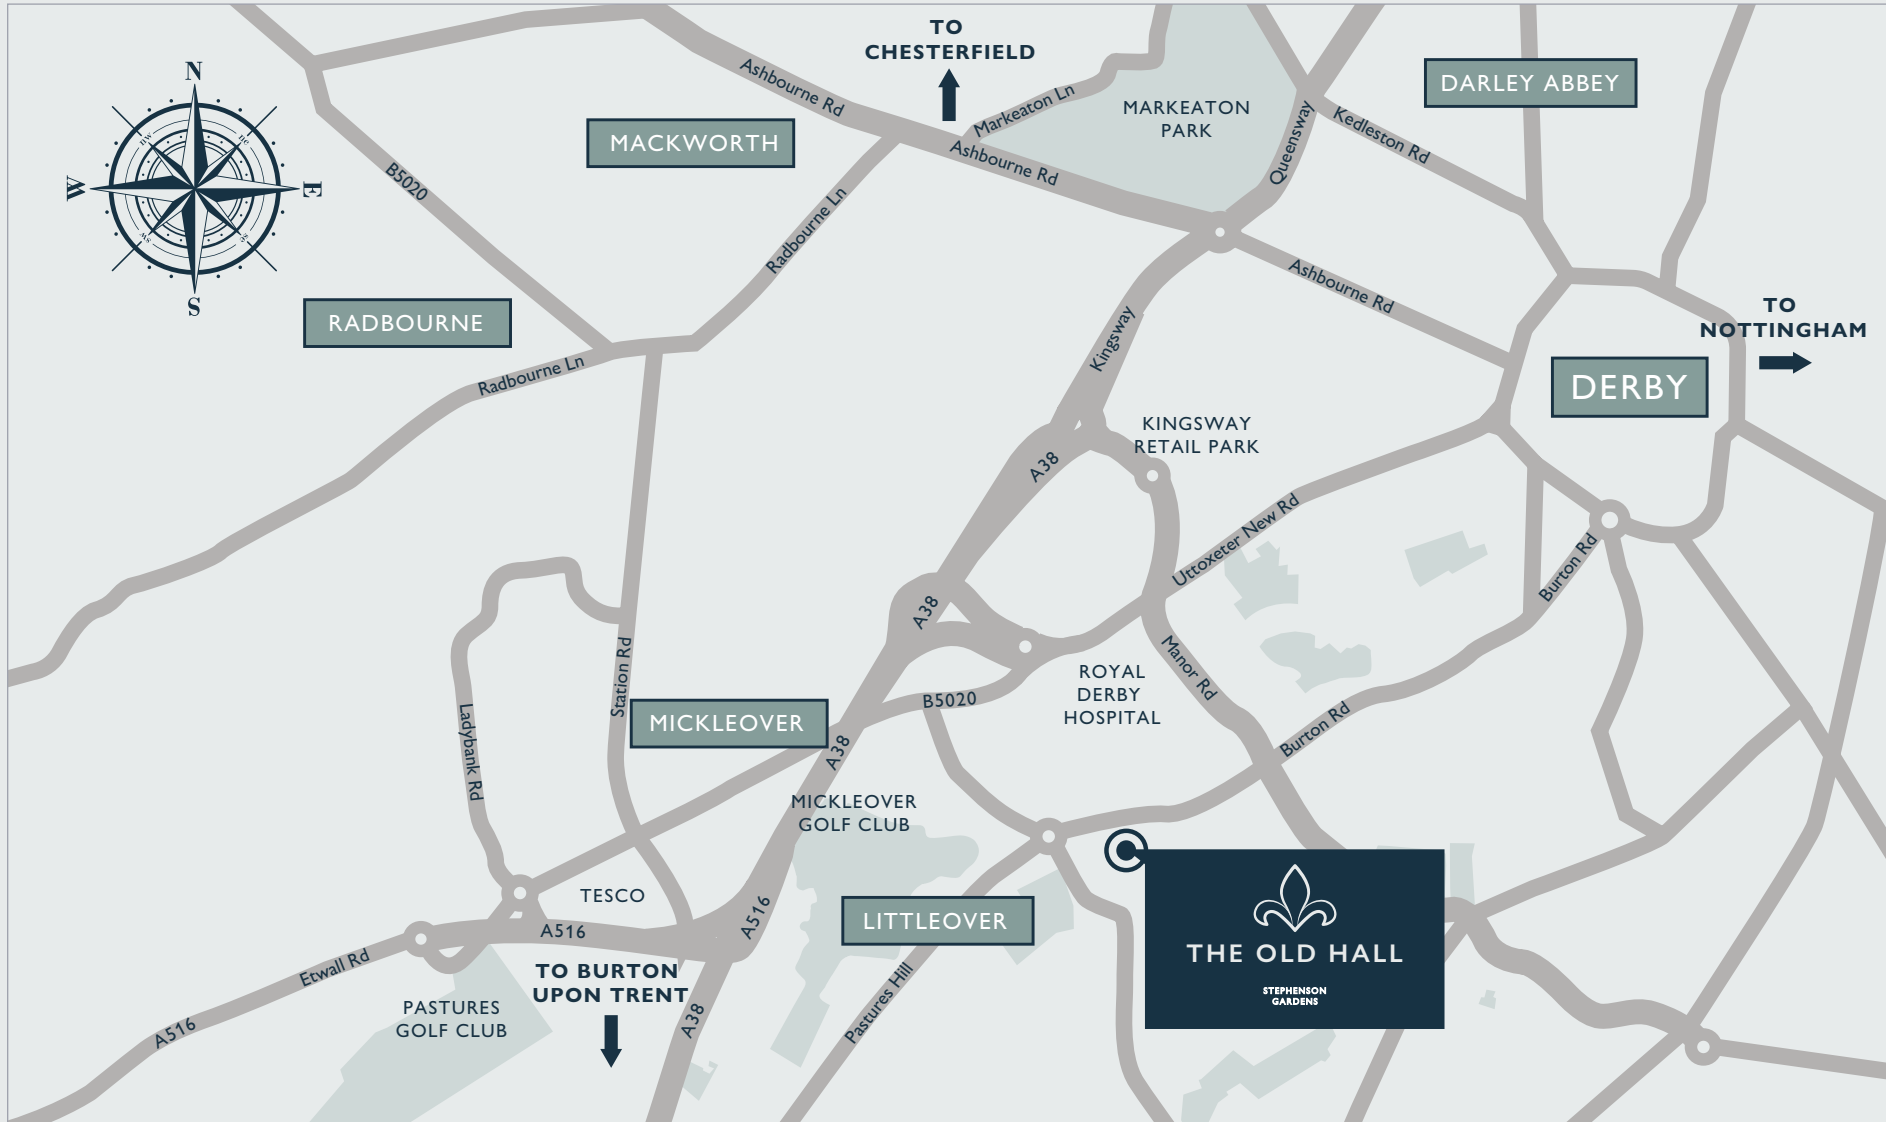 TO
CHESTERFIELD
N
W
E
S
nw
ne
sw
se
Ashbourne Rd
Markeaton Ln
MARKEATON
PARK
DARLEY ABBEY
MACKWORTH
Ashbourne Rd
Queensway
Kedleston Rd
B5020
Radbourne Ln
RADBOURNE
Ashbourne Rd
TO
NOTTINGHAM
Kingsway
Radbourne Ln
DERBY
KINGSWAY
RETAIL PARK
A38
Uttoxeter New Rd
Burton Rd
A38
Station Rd
Manor Rd
ROYAL
DERBY
HOSPITAL
B5020
MICKLEOVER
Ladybank Rd
A38
Burton Rd
MICKLEOVER
GOLF CLUB
TESCO
A516
A516
LITTLEOVER
Etwall Rd
TO BURTON
UPON TRENT
THE OLD HALL
STEPHENSON
GARDENS
Pastures Hill
PASTURES
GOLF CLUB
A516
A38